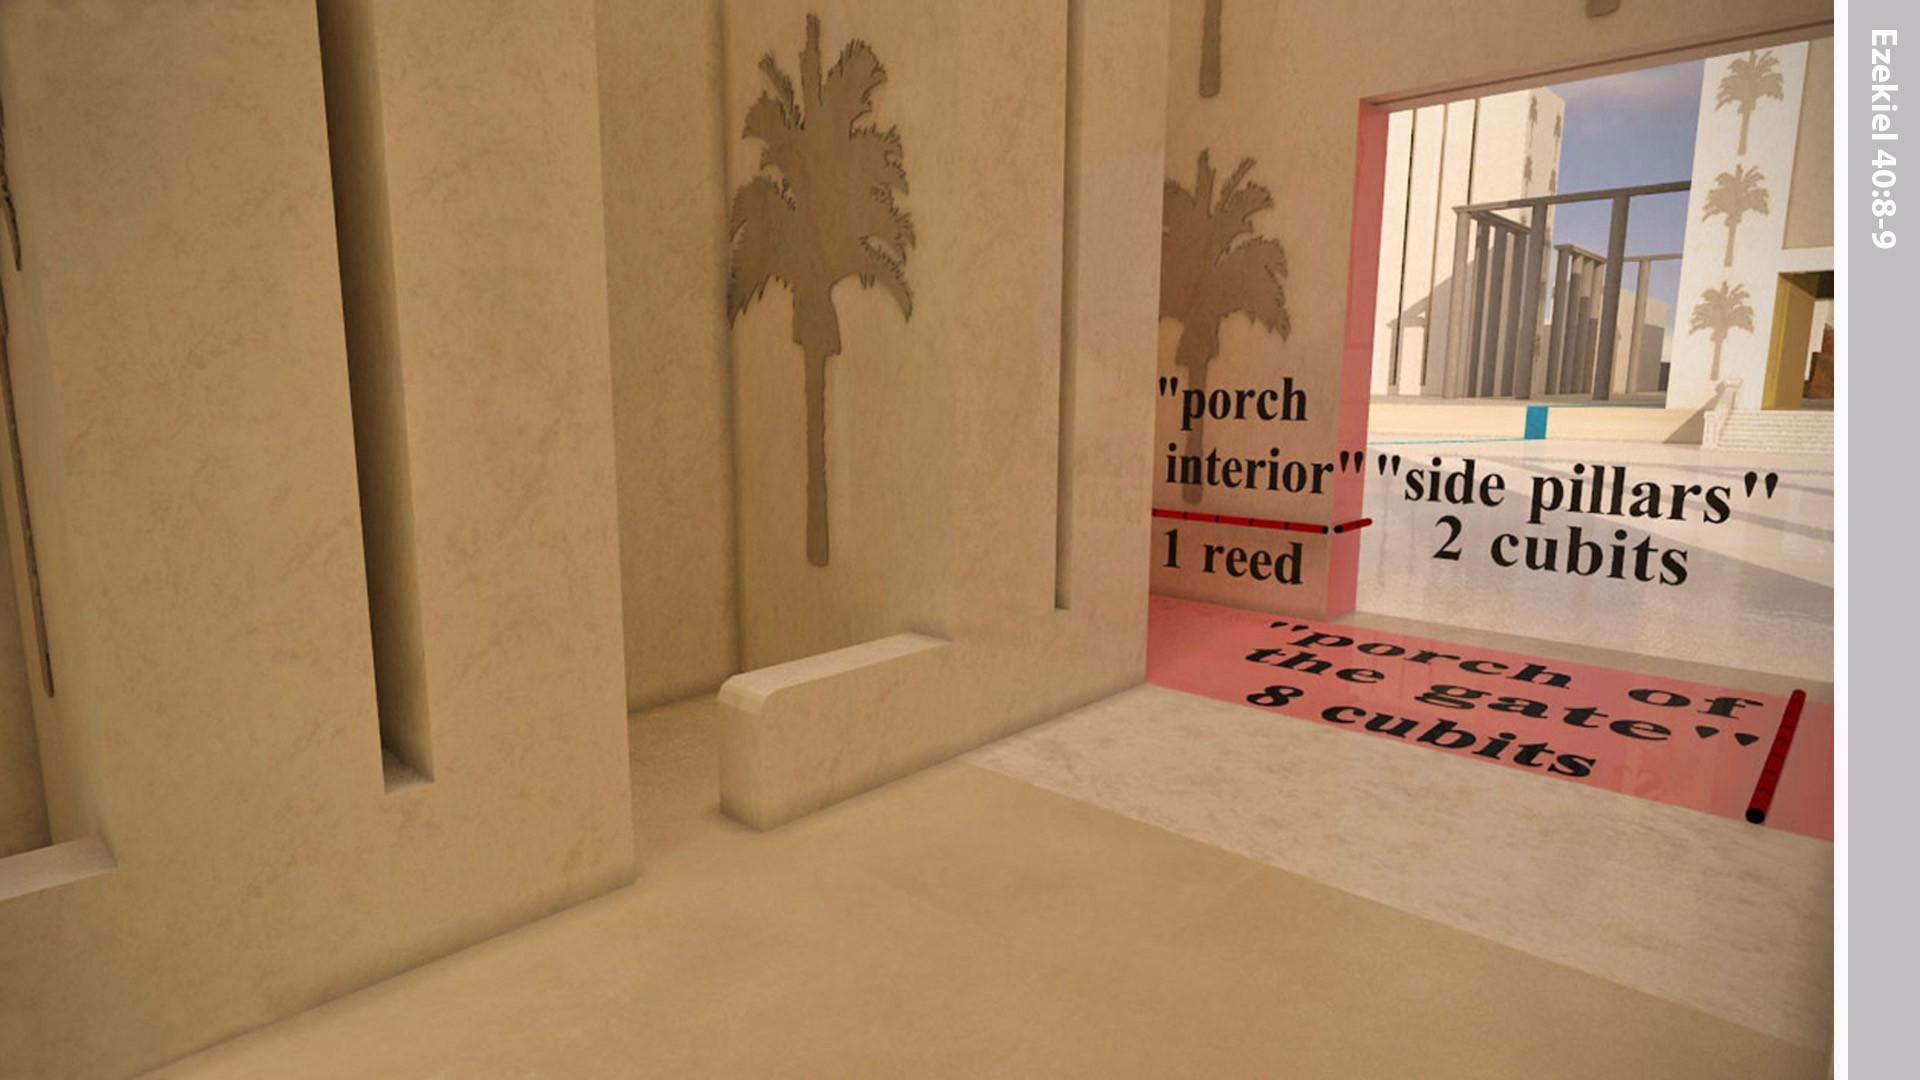 "porch
interior"
1 reed
"side pillars"
2 cubits
"porch of
the gate"
8 cubits
Ezekiel 40:8-9